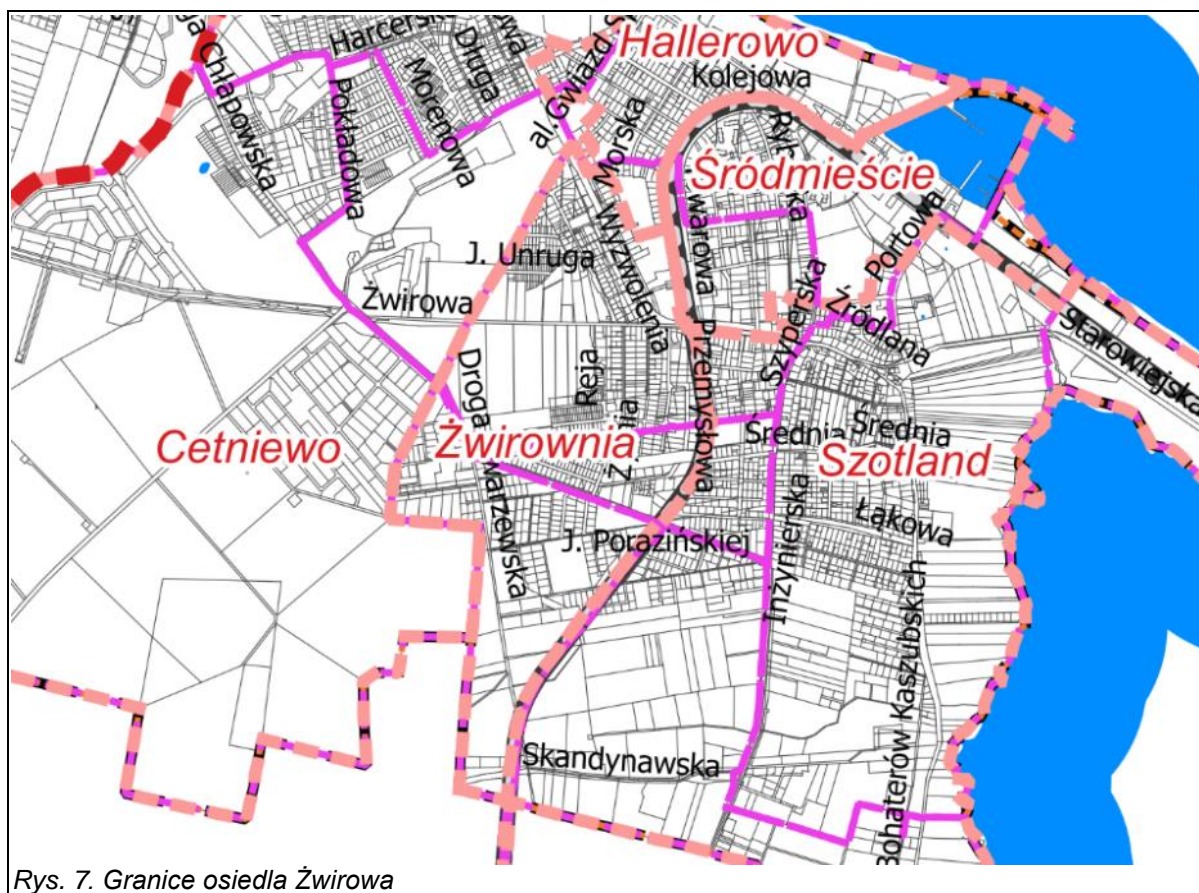 Hallerowo
Kolejowa
Harcerska
Długa
Morenowa
Pokładowa
Chłapowska
al. Gwiazd
Morska
Śródmieście
Wyzwolenia
Portowa
J. Unruga
Żwirowa
Szyperska
Źródlana
Starowiejska
Przemysłowa
Reja
Droga
Cetniewo
Żwirownia
Średnia
Średnia
Szotland
Łąkowa
J. Porazińskiej
Inżynierska
Skandynawska
Bohaterów Kaszubskich
Rys. 7. Granice osiedla Żwirowa